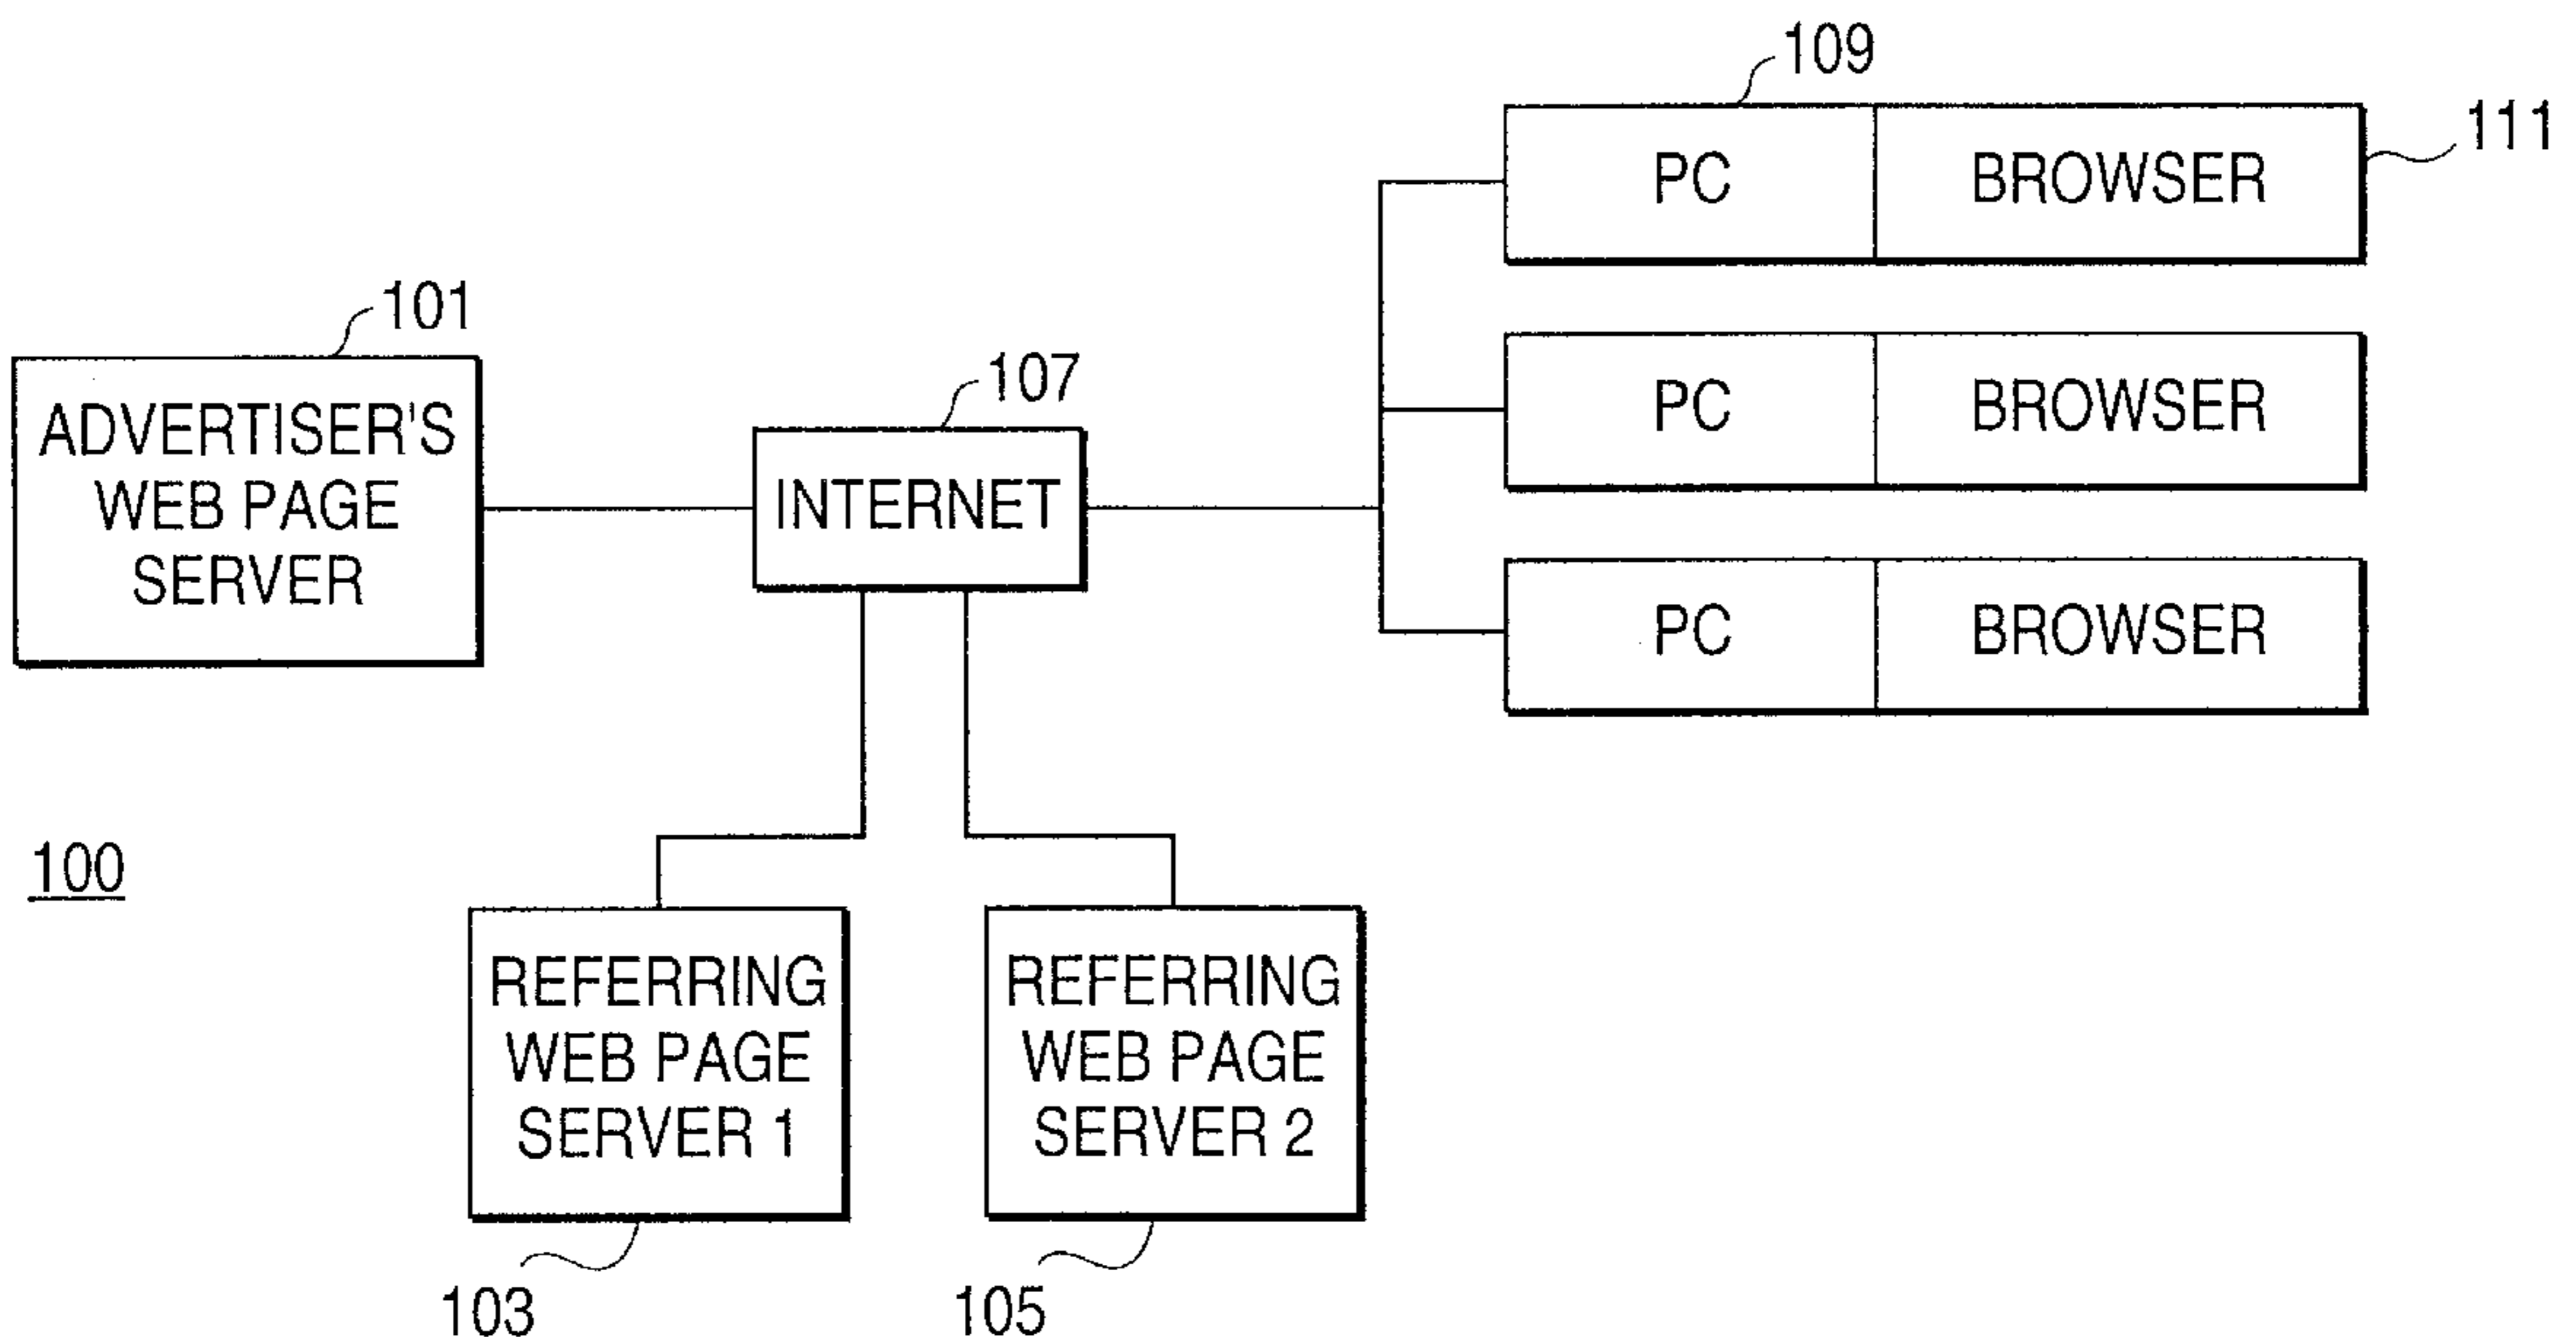 109
PC BROWSER
111
101
ADVERTISER'S
WEB PAGE
SERVER
107
INTERNET
PC BROWSER
PC BROWSER
100
REFERRING
WEB PAGE
SERVER 1
REFERRING
WEB PAGE
SERVER 2
103
105